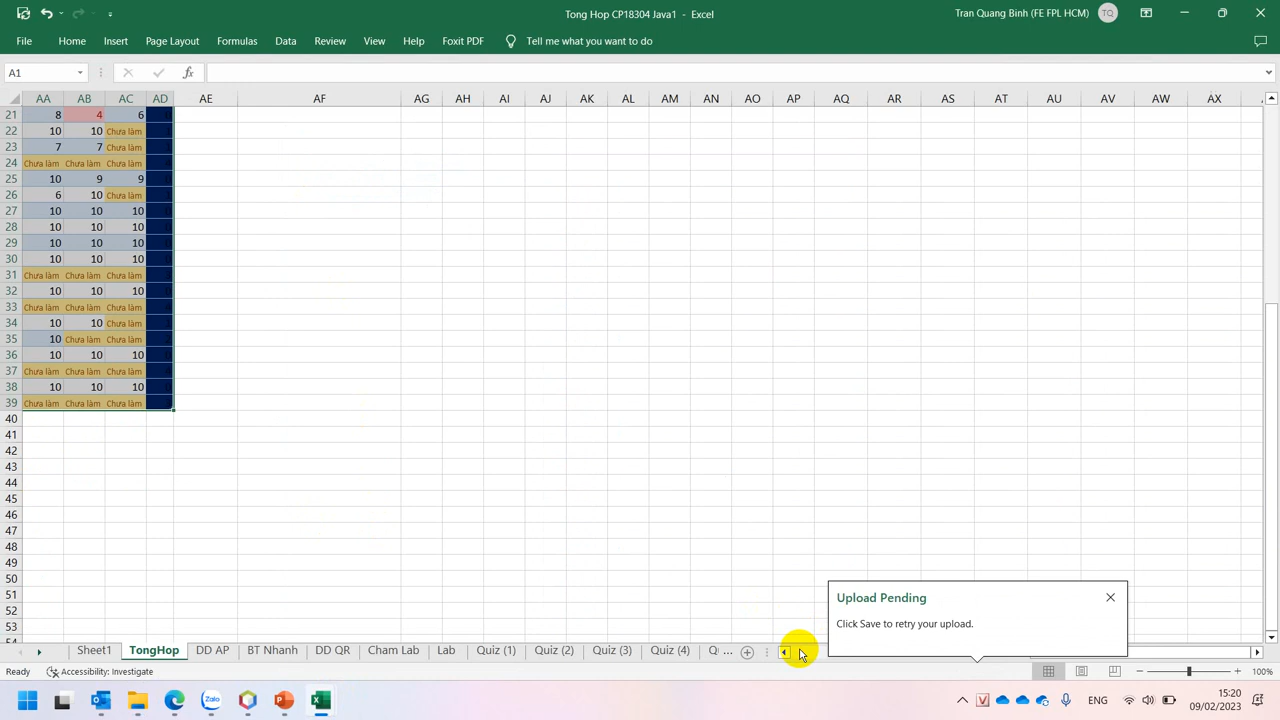 Tong Hop CP18304 Java1 - Excel
Tran Quang Binh (FE FPL HCM)
TQ
File Home Insert Page Layout Formulas Data Review View Help Foxit PDF Tell me what you want to do
A1
fx
AA AB AC AD AE AF AG AH AI AJ AK AL AM AN AO AP AQ AR AS AT AU AV AW AX
21 8 4 6
22 10 10 Chưa làm
23 7 7 Chưa làm
24 Chưa làm Chưa làm Chưa làm
25 10 9 9
26 6 10 Chưa làm
27 10 10 10
28 10 10 10
29 10 10 10
30 10 10 10
31 Chưa làm Chưa làm Chưa làm
32 10 10 10
33 Chưa làm Chưa làm Chưa làm
34 10 10 Chưa làm
35 10 Chưa làm Chưa làm
36 10 10 10
37 Chưa làm Chưa làm Chưa làm
38 10 10 10
39 Chưa làm Chưa làm Chưa làm
40
41
42
43
44
45
46
47
48
49
50
51
52
53
54
Upload Pending
Click Save to retry your upload.
Sheet1 TongHop DD AP BT Nhanh DD QR Cham Lab Lab Quiz (1) Quiz (2) Quiz (3) Quiz (4) Q ...
Ready Accessibility: Investigate 100%
Zalo
ENG
15:20
09/02/2023